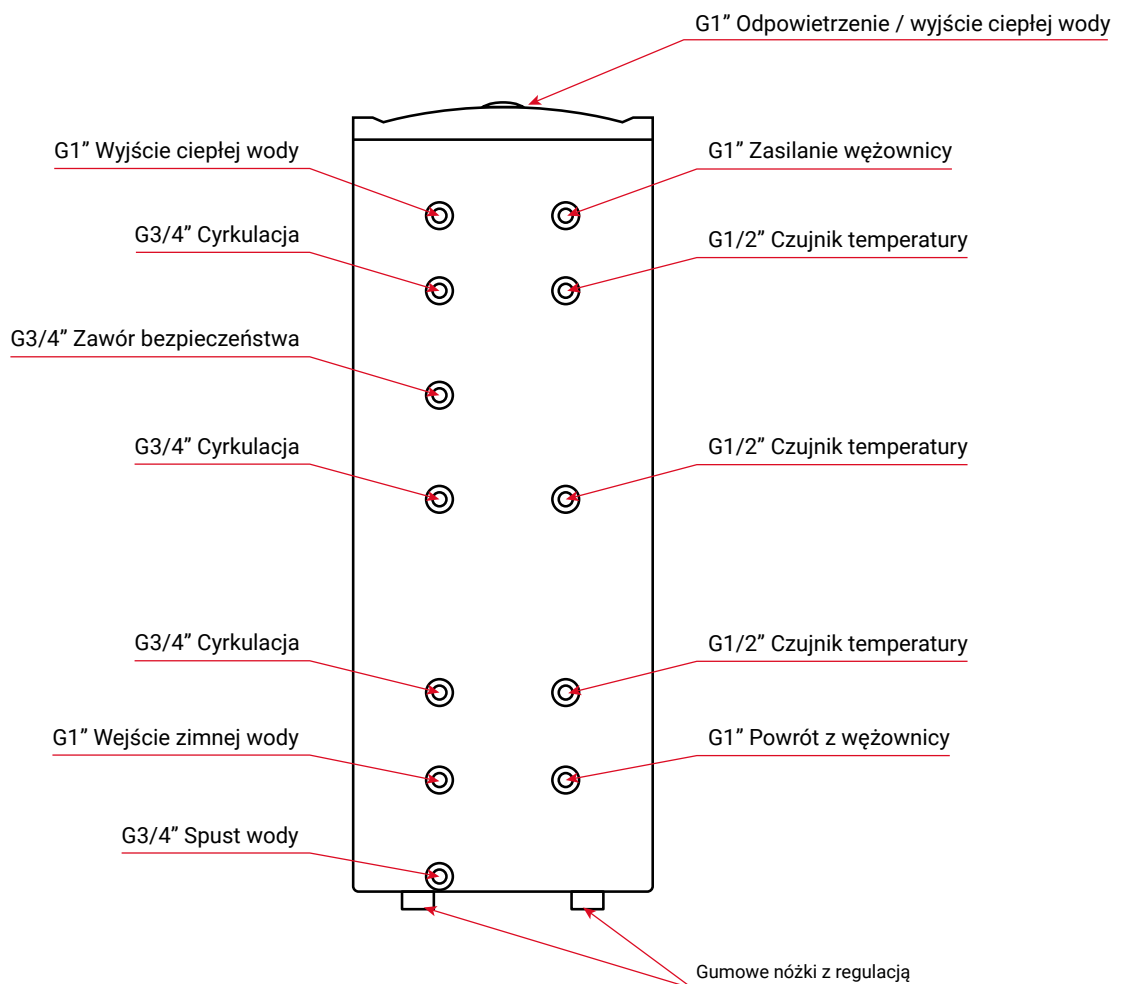 G1” Odpowietrzenie / wyjście ciepłej wody
G1” Wyjście ciepłej wody
G1” Zasilanie wężownicy
G3/4” Cyrkulacja
G1/2” Czujnik temperatury
G3/4” Zawór bezpieczeństwa
G3/4” Cyrkulacja
G1/2” Czujnik temperatury
G3/4” Cyrkulacja
G1/2” Czujnik temperatury
G1” Wejście zimnej wody
G1” Powrót z wężownicy
G3/4” Spust wody
Gumowe nóżki z regulacją